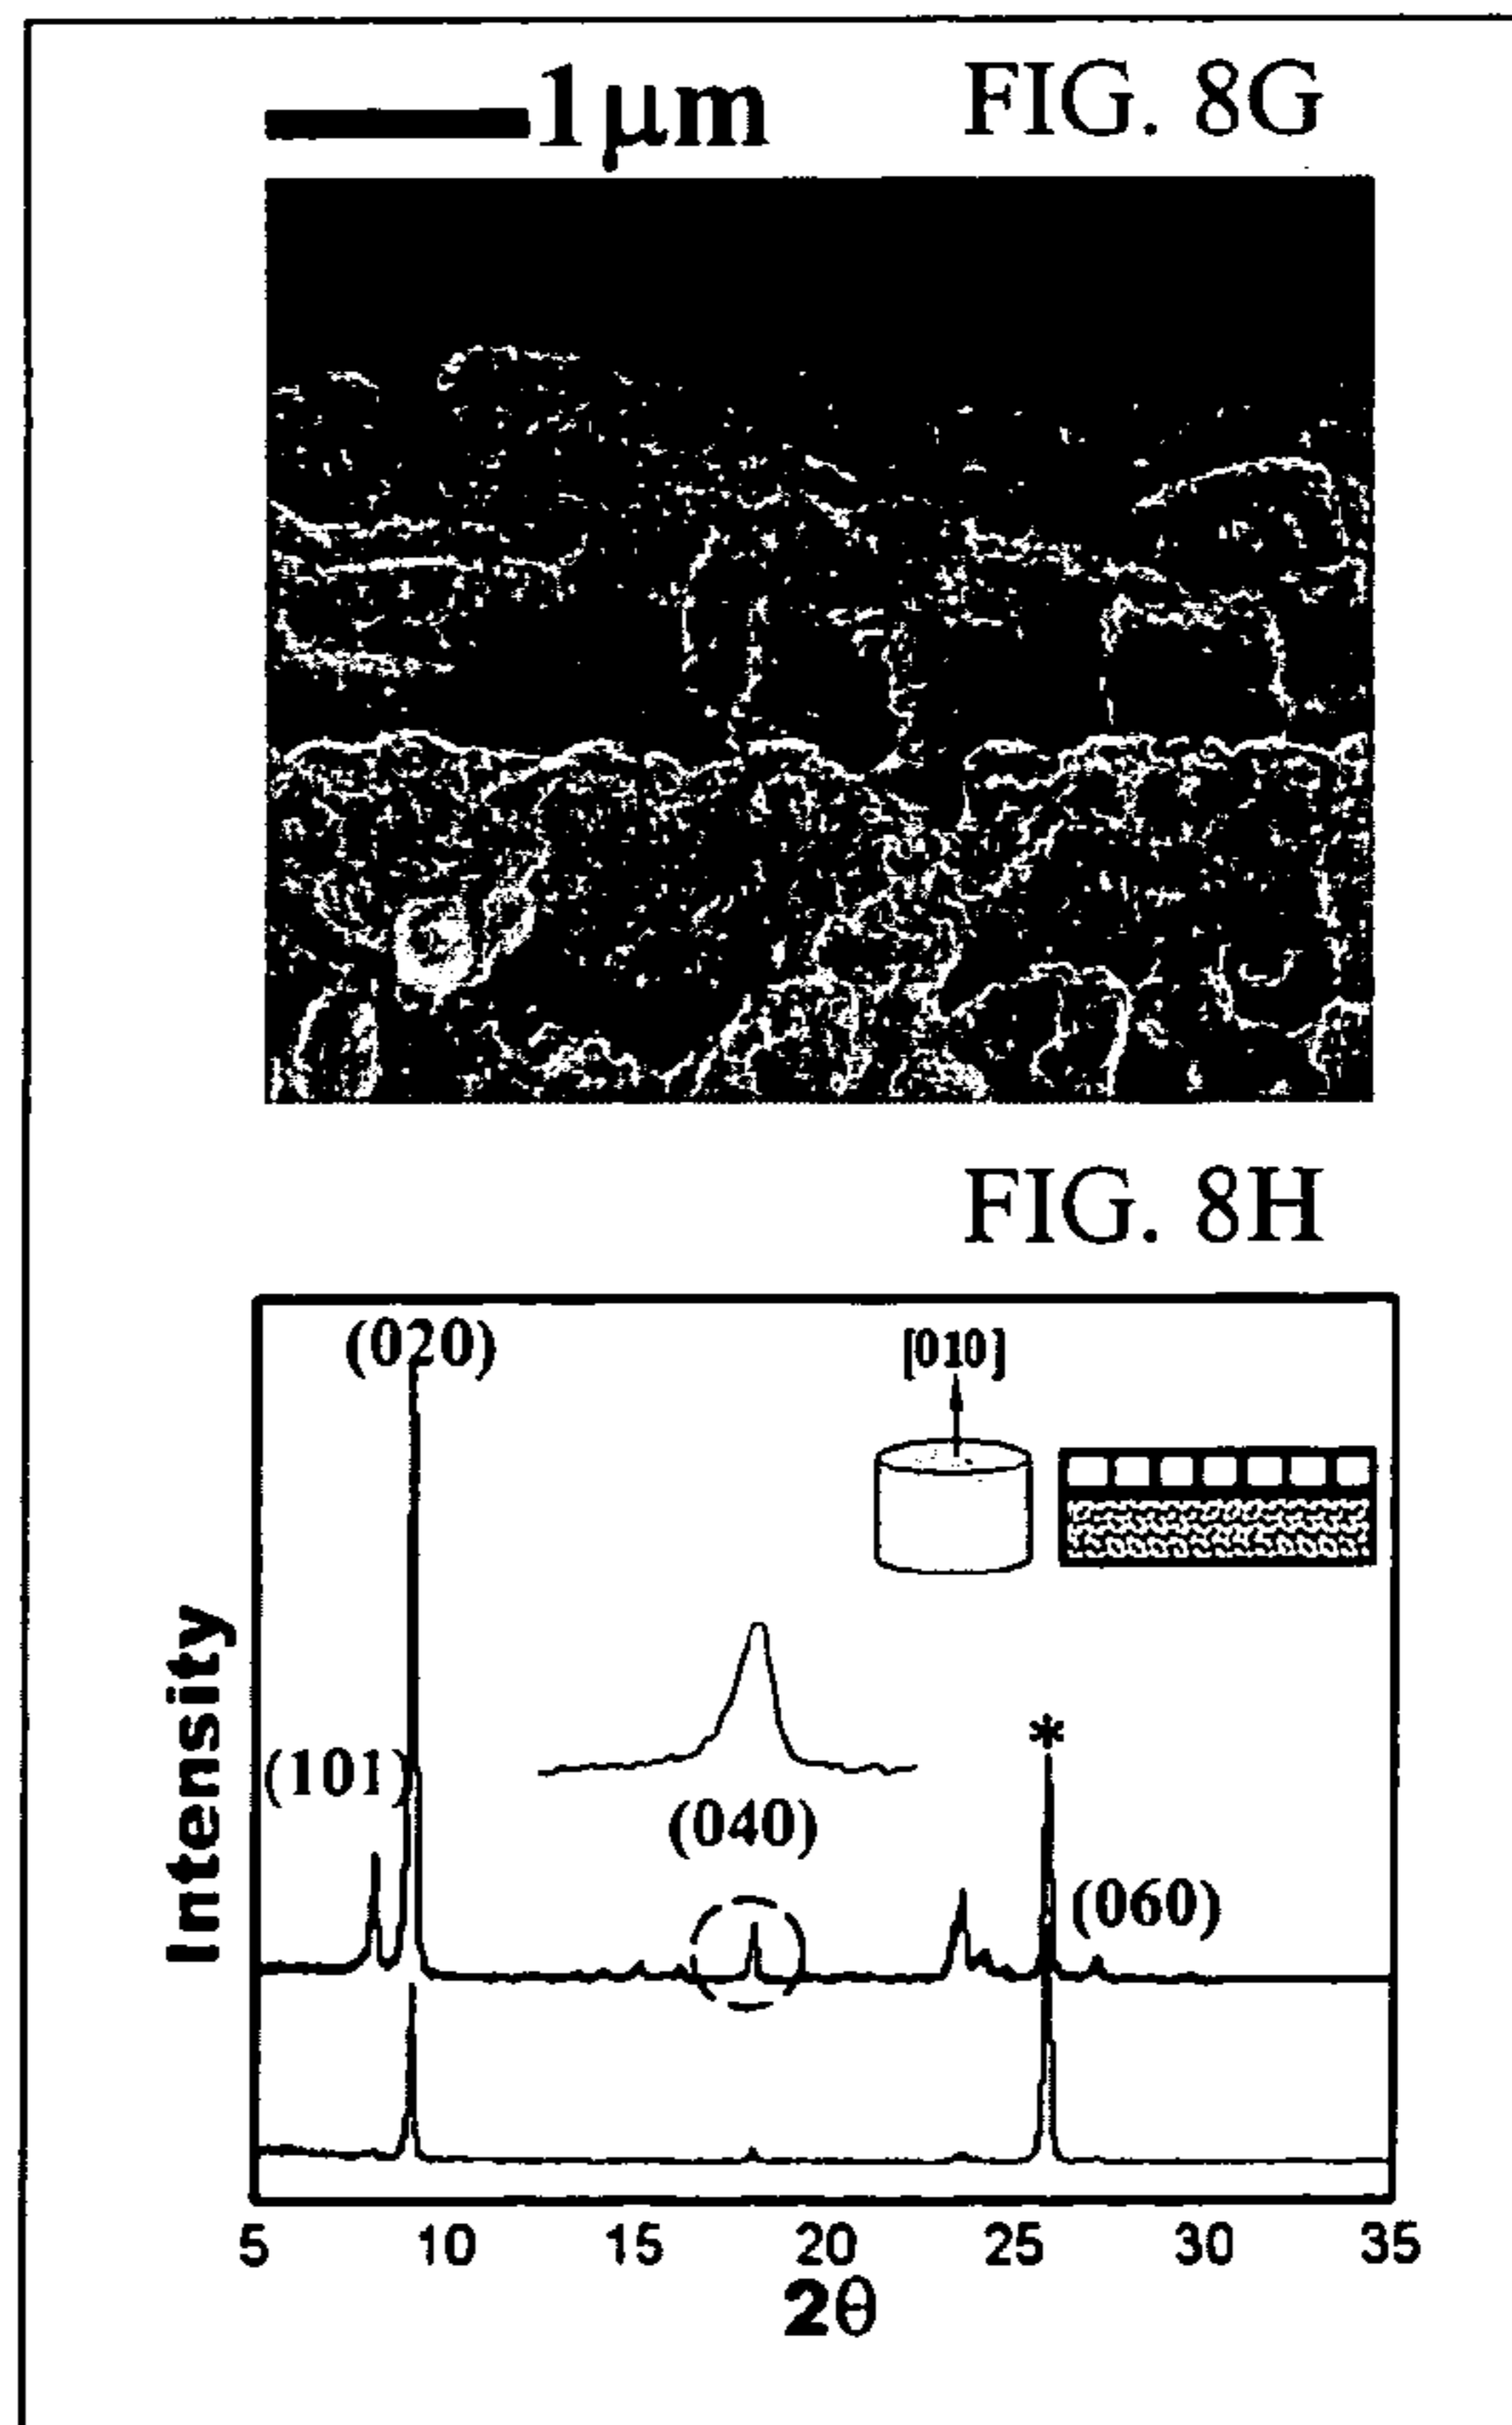 1μm FIG. 8G
FIG. 8H
(020)
[010]
(101)
*
(040)
(060)
Intensity
5 10 15 20 25 30 35
2θ